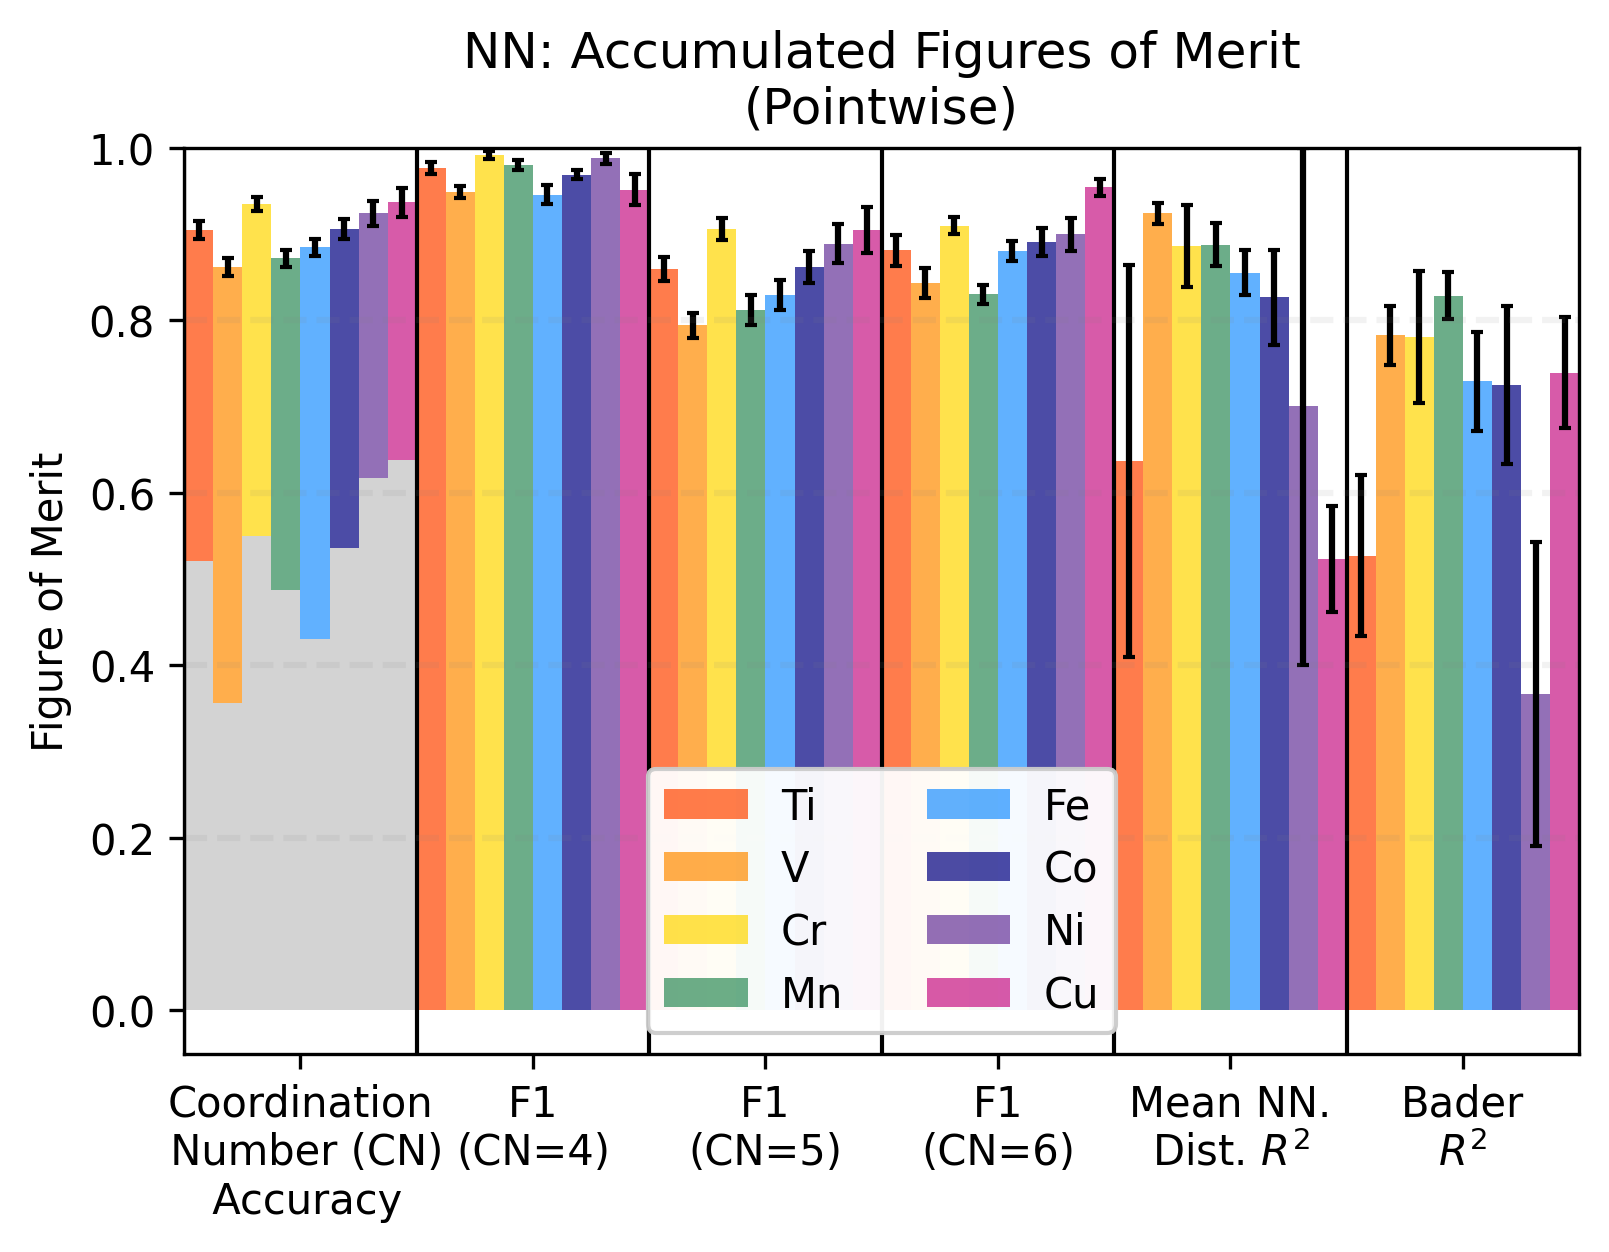 NN: Accumulated Figures of Merit
(Pointwise)
Figure of Merit
1.0
0.8
0.6
0.4
0.2
0.0
Ti
V
Cr
Mn
Fe
Co
Ni
Cu
Coordination
Number (CN)
Accuracy
F1
(CN=4)
F1
(CN=5)
F1
(CN=6)
Mean NN.
Dist. R²
Bader
R²